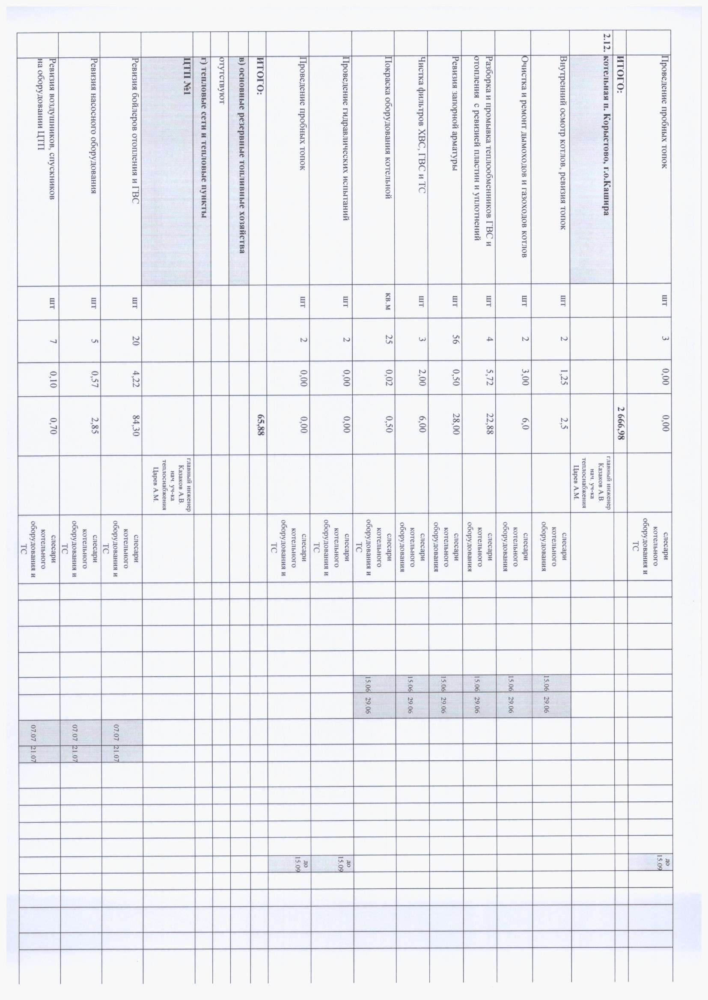 Проведение пробных топок шт 3 0,00 0,00 слесари котельного оборудования и ТС до 15.09
ИТОГО: 2 666,98
2.12. котельная п. Корыстово, г.о.Кашира главный инженер Казаков А.В. нач. уч-ка теплоснабжения Царев А.М.
Внутренний осмотр котлов, ревизия топок шт 2 1,25 2,5 слесари котельного оборудования 15.06 29.06
Очистка и ремонт дымоходов и газоходов котлов шт 2 3,00 6,0 слесари котельного оборудования 15.06 29.06
Разборка и промывка теплообменников ГВС и отопления с ревизией пластин и уплотнений шт 4 5,72 22,88 слесари котельного оборудования 15.06 29.06
Ревизия запорной арматуры шт 56 0,50 28,00 слесари котельного оборудования 15.06 29.06
Чистка фильтров ХВС, ГВС и ТС шт 3 2,00 6,00 слесари котельного оборудования 15.06 29.06
Покраска оборудования котельной кв.м 25 0,02 0,50 слесари котельного оборудования и ТС 15.06 29.06
Проведение гидравлических испытаний шт 2 0,00 0,00 слесари котельного оборудования и ТС до 15.09
Проведение пробных топок шт 2 0,00 0,00 слесари котельного оборудования и ТС до 15.09
ИТОГО: 65,88
в) основные резервные топливные хозяйства
отутствуют
г) тепловые сети и тепловые пункты
ЦТП №1 главный инженер Казаков А.В. нач. уч-ка теплоснабжения Царев А.М.
Ревизия бойлеров отопления и ГВС шт 20 4,22 84,30 слесари котельного оборудования и ТС 07.07 21.07
Ревизия насосного оборудования шт 5 0,57 2,85 слесари котельного оборудования и ТС 07.07 21.07
Ревизия воздушников, спускников на оборудовании ЦТП шт 7 0,10 0,70 слесари котельного оборудования и ТС 07.07 21.07